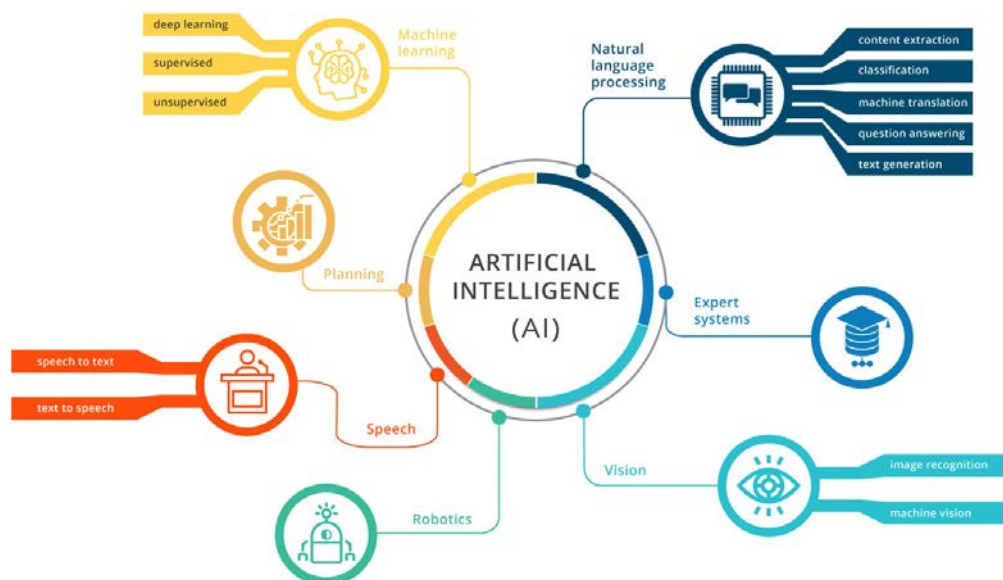 deep learning
supervised
unsupervised
Machine
learning
Natural
language
processing
content extraction
classification
machine translation
question answering
text generation
Planning
ARTIFICIAL
INTELLIGENCE
(AI)
Expert
systems
speech to text
text to speech
Speech
Vision
image recognition
machine vision
Robotics